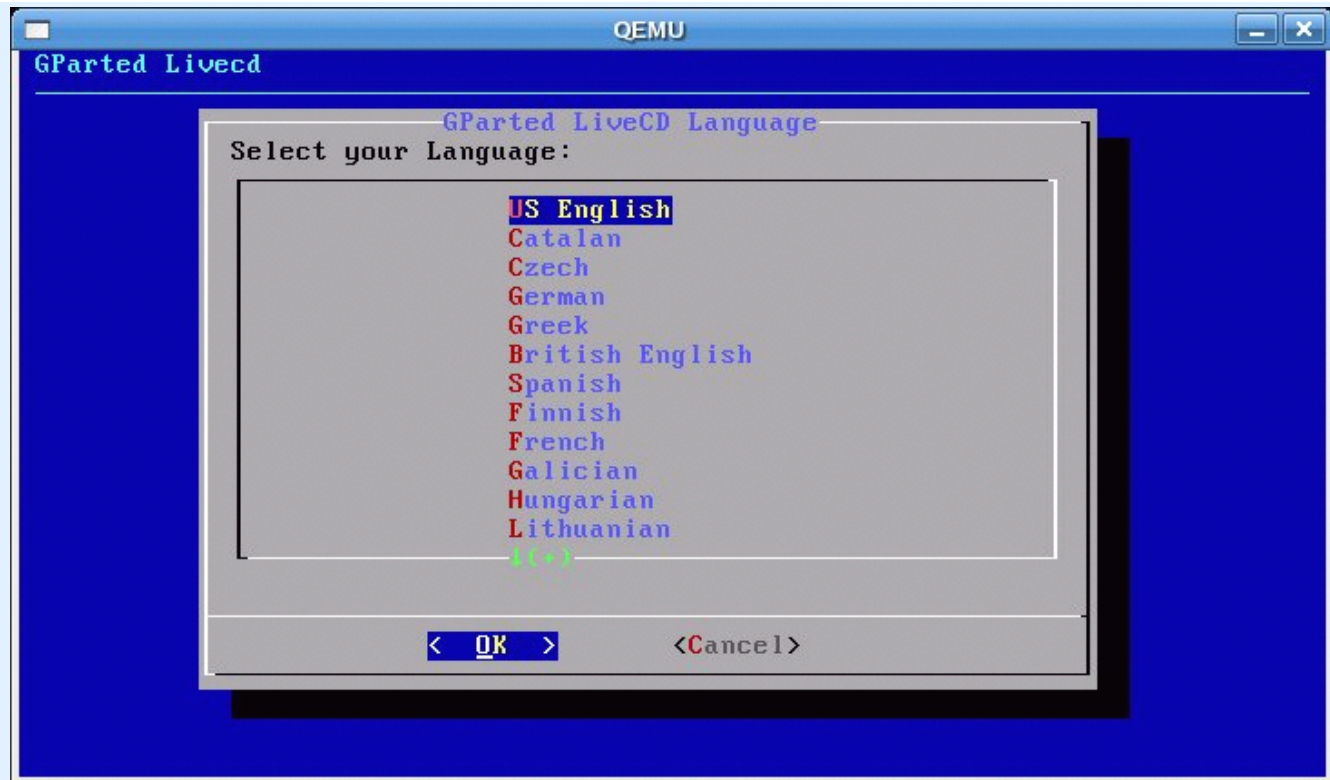 QEMU
GParted Livecd
GParted LiveCD Language
Select your Language:
US English
Catalan
Czech
German
Greek
British English
Spanish
Finnish
French
Galician
Hungarian
Lithuanian
↓(+)
< OK > <Cancel>